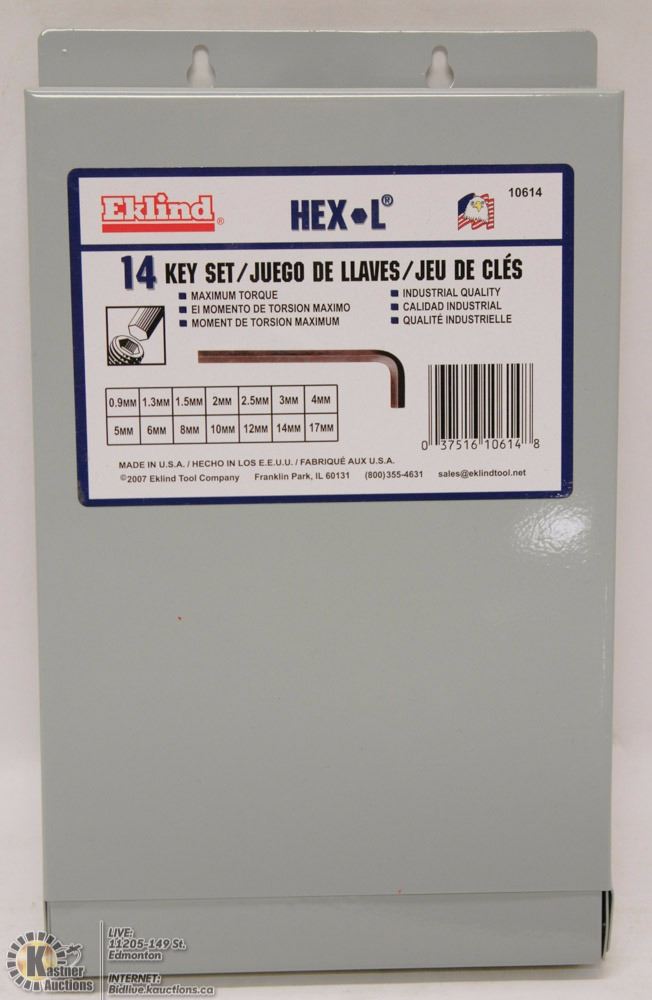 Eklind®
HEX-L®
10614
14 KEY SET/JUEGO DE LLAVES/JEU DE CLÉS
MAXIMUM TORQUE
El MOMENTO DE TORSION MAXIMO
MOMENT DE TORSION MAXIMUM
INDUSTRIAL QUALITY
CALIDAD INDUSTRIAL
QUALITÉ INDUSTRIELLE
0.9MM 1.3MM 1.5MM 2MM 2.5MM 3MM 4MM
5MM 6MM 8MM 10MM 12MM 14MM 17MM
0 37516 10614 8
MADE IN U.S.A. / HECHO IN LOS E.E.U.U. / FABRIQUÉ AUX U.S.A.
©2007 Eklind Tool Company Franklin Park, IL 60131 (800)355-4631 sales@eklindtool.net
Kastner
Auctions
LIVE:
11205-149 St.
Edmonton
INTERNET:
Bidlive.kauctions.ca